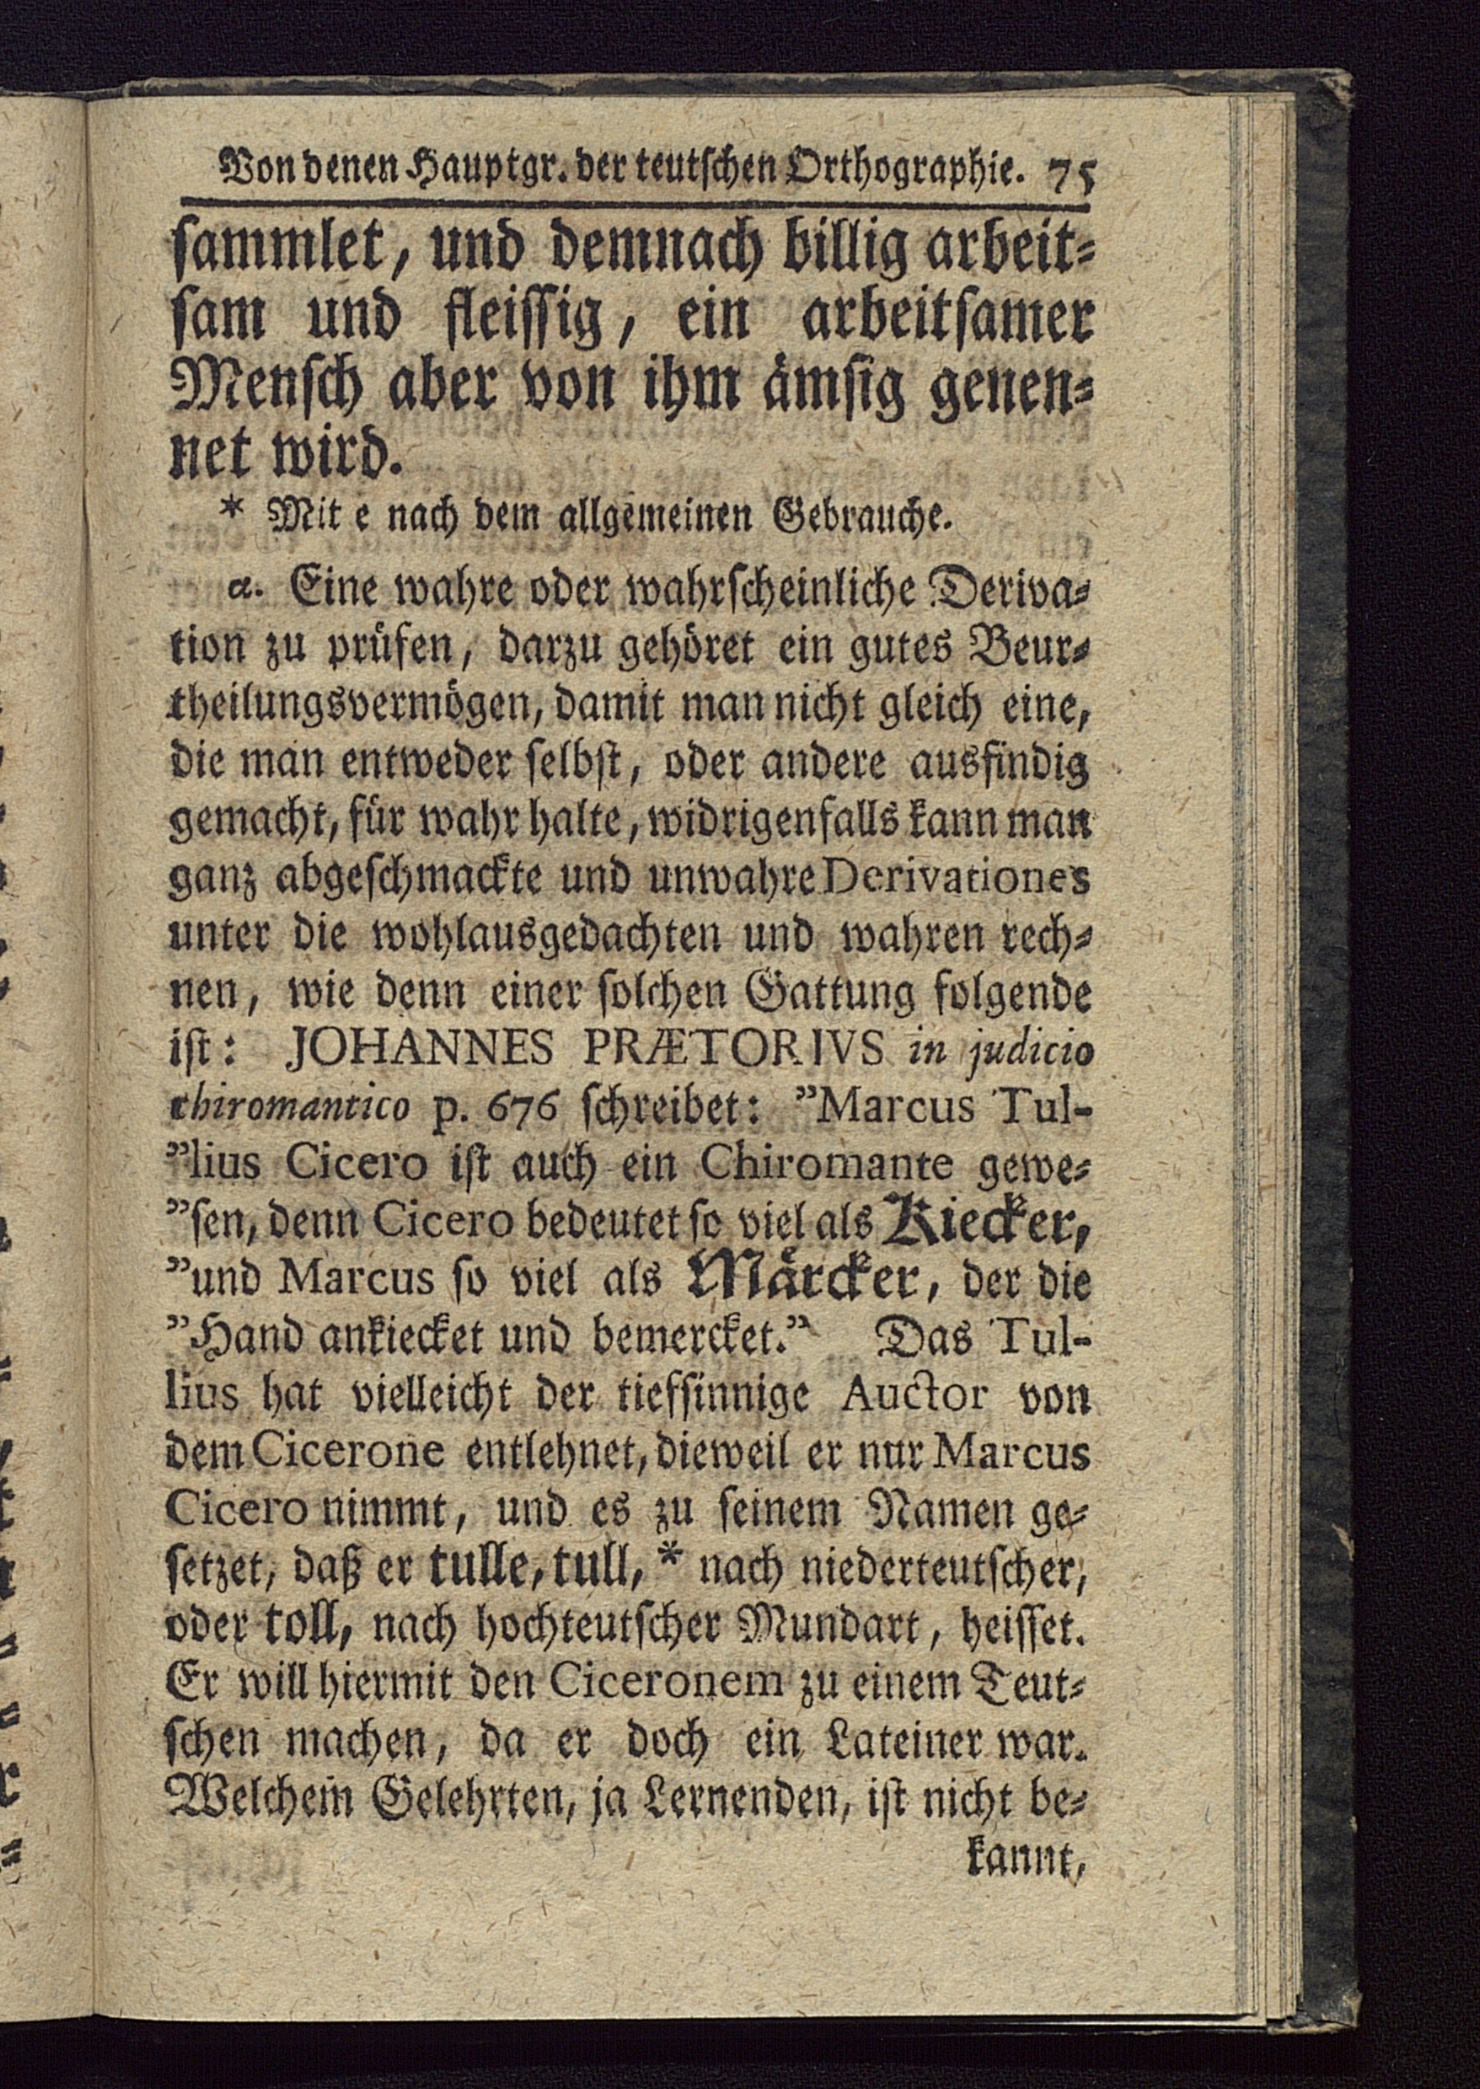 Von denen Hauptgr. der teutſchen Orthographie. 75
ſammlet, und demnach billig arbeit⸗
ſam und fleiſſig, ein arbeitſamer
Menſch aber von ihm ämſig genen⸗
net wird.
* Mit e nach dem allgemeinen Gebrauche.
α. Eine wahre oder wahrſcheinliche Deriva⸗
tion zu prüfen, darzu gehöret ein gutes Beur⸗
theilungsvermögen, damit man nicht gleich eine,
die man entweder ſelbſt, oder andere ausfindig
gemacht, für wahr halte, widrigenfalls kann man
ganz abgeſchmackte und unwahre Derivationes
unter die wohlausgedachten und wahren rech⸗
nen, wie denn einer ſolchen Gattung folgende
iſt: JOHANNES PRÆTORIVS in judicio
chiromantico p. 676 ſchreibet: ”Marcus Tul-
”lius Cicero iſt auch ein Chiromante gewe⸗
”ſen, denn Cicero bedeutet ſo viel als Kiecker,
”und Marcus ſo viel als Märcker, der die
”Hand ankiecket und bemercket.” Das Tul-
lius hat vielleicht der tiefſinnige Auctor von
dem Cicerone entlehnet, dieweil er nur Marcus
Cicero nimmt, und es zu ſeinem Namen ge⸗
ſetzet, daß er tulle, tull, * nach niederteutſcher,
oder toll, nach hochteutſcher Mundart, heiſſet.
Er will hiermit den Ciceronem zu einem Teut⸗
ſchen machen, da er doch ein Lateiner war.
Welchem Gelehrten, ja Lernenden, iſt nicht be⸗
kannt,